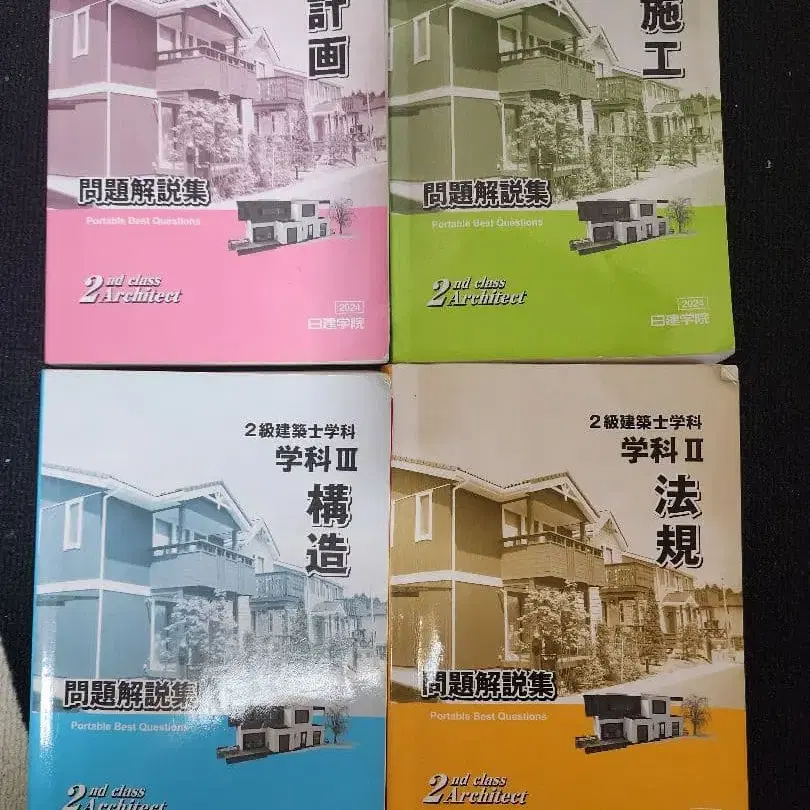 計画
問題解説集
Portable Best Questions
2nd class
Architect
2024
日建学院
施工
問題解説集
Portable Best Questions
2nd class
Architect
2024
日建学院
2級建築士学科
学科Ⅲ
構造
問題解説集
Portable Best Questions
2nd class
Architect
2級建築士学科
学科Ⅱ
法規
問題解説集
Portable Best Questions
2nd class
Architect